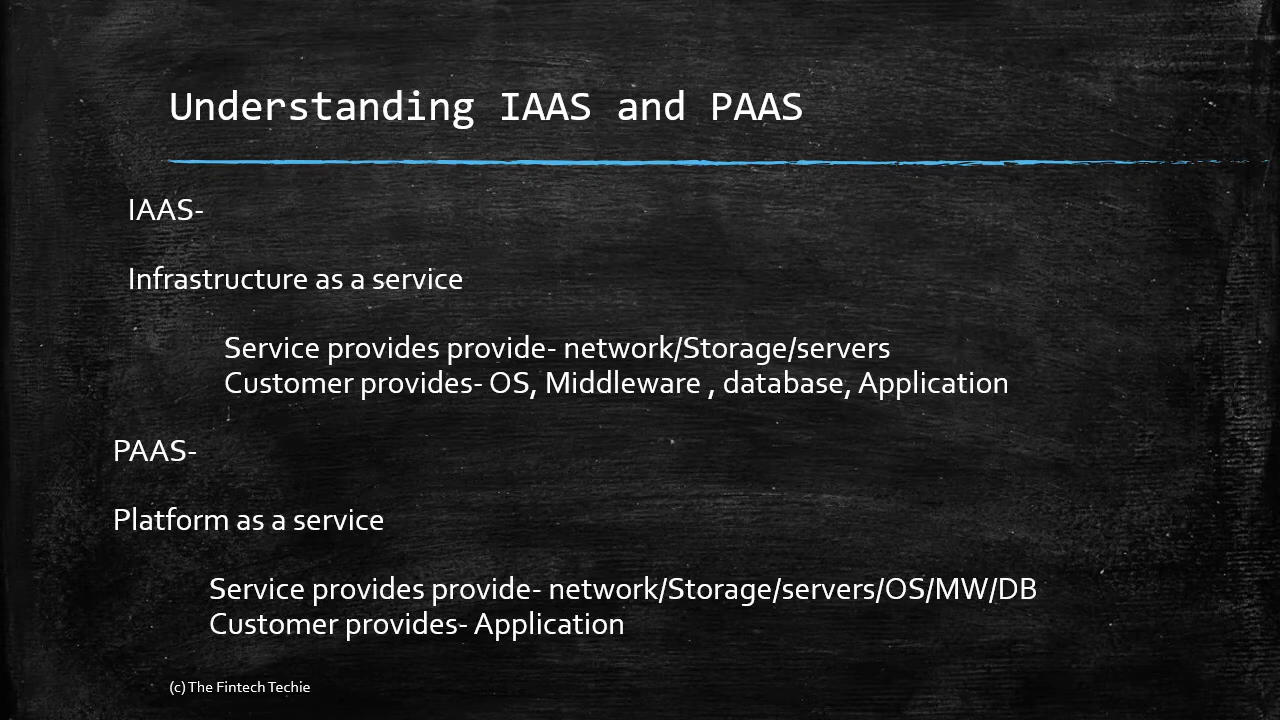 Understanding IAAS and PAAS
IAAS-
Infrastructure as a service
Service provides provide- network/Storage/servers
Customer provides- OS, Middleware , database, Application
PAAS-
Platform as a service
Service provides provide- network/Storage/servers/OS/MW/DB
Customer provides- Application
(c) The Fintech Techie